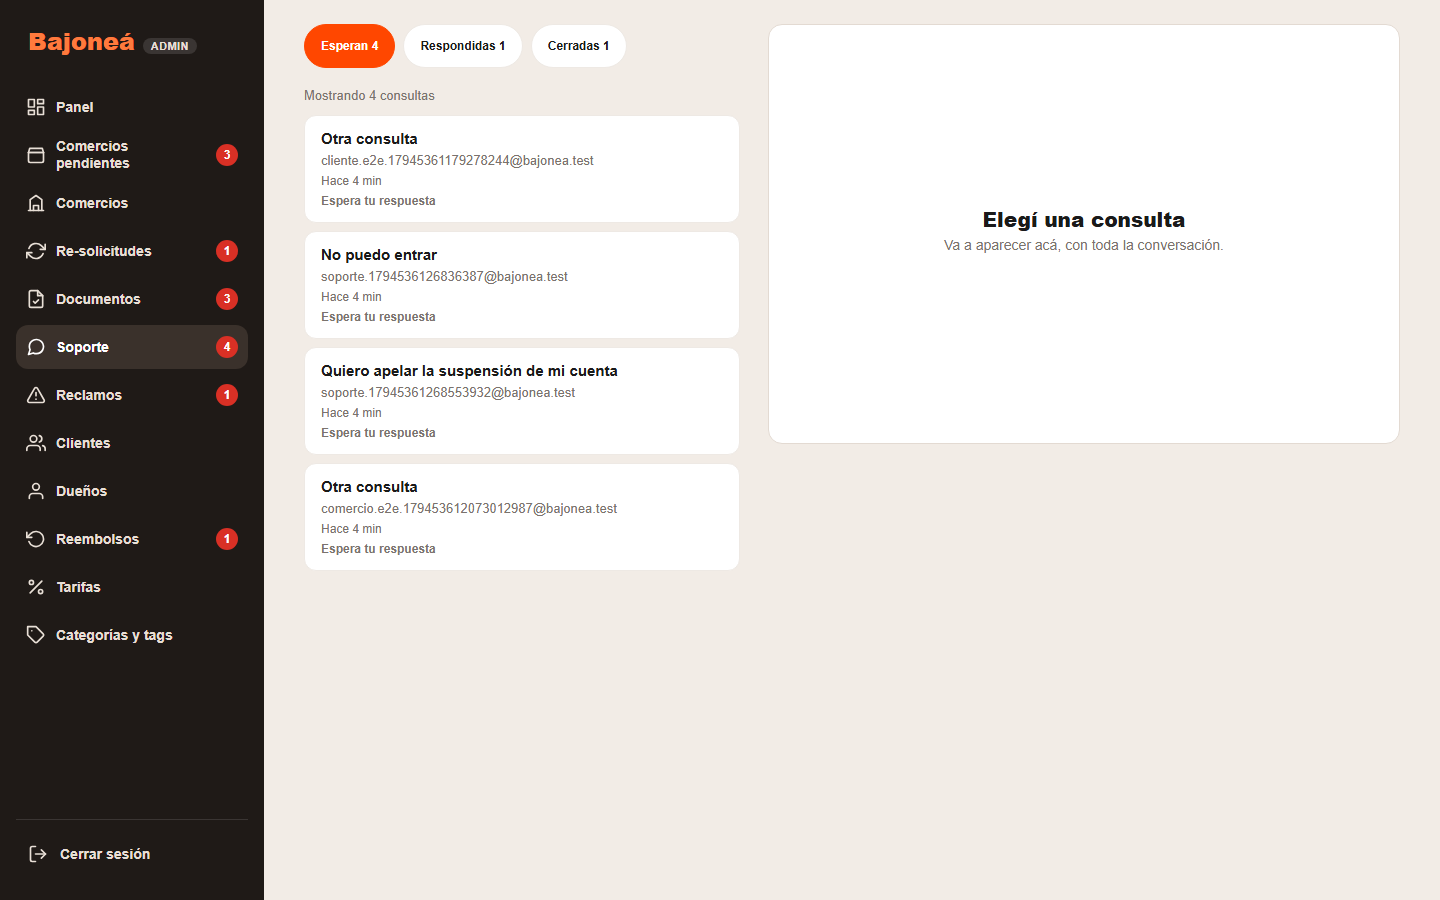 Bajoneá ADMIN
Panel
Comercios
pendientes
3
Comercios
Re-solicitudes 1
Documentos 3
Soporte 4
Reclamos 1
Clientes
Dueños
Reembolsos 1
Tarifas
Categorías y tags
Cerrar sesión
Esperan 4
Respondidas 1
Cerradas 1
Mostrando 4 consultas
Otra consulta
cliente.e2e.17945361179278244@bajonea.test
Hace 4 min
Espera tu respuesta
No puedo entrar
soporte.1794536126836387@bajonea.test
Hace 4 min
Espera tu respuesta
Quiero apelar la suspensión de mi cuenta
soporte.17945361268553932@bajonea.test
Hace 4 min
Espera tu respuesta
Otra consulta
comercio.e2e.179453612073012987@bajonea.test
Hace 4 min
Espera tu respuesta
Elegí una consulta
Va a aparecer acá, con toda la conversación.